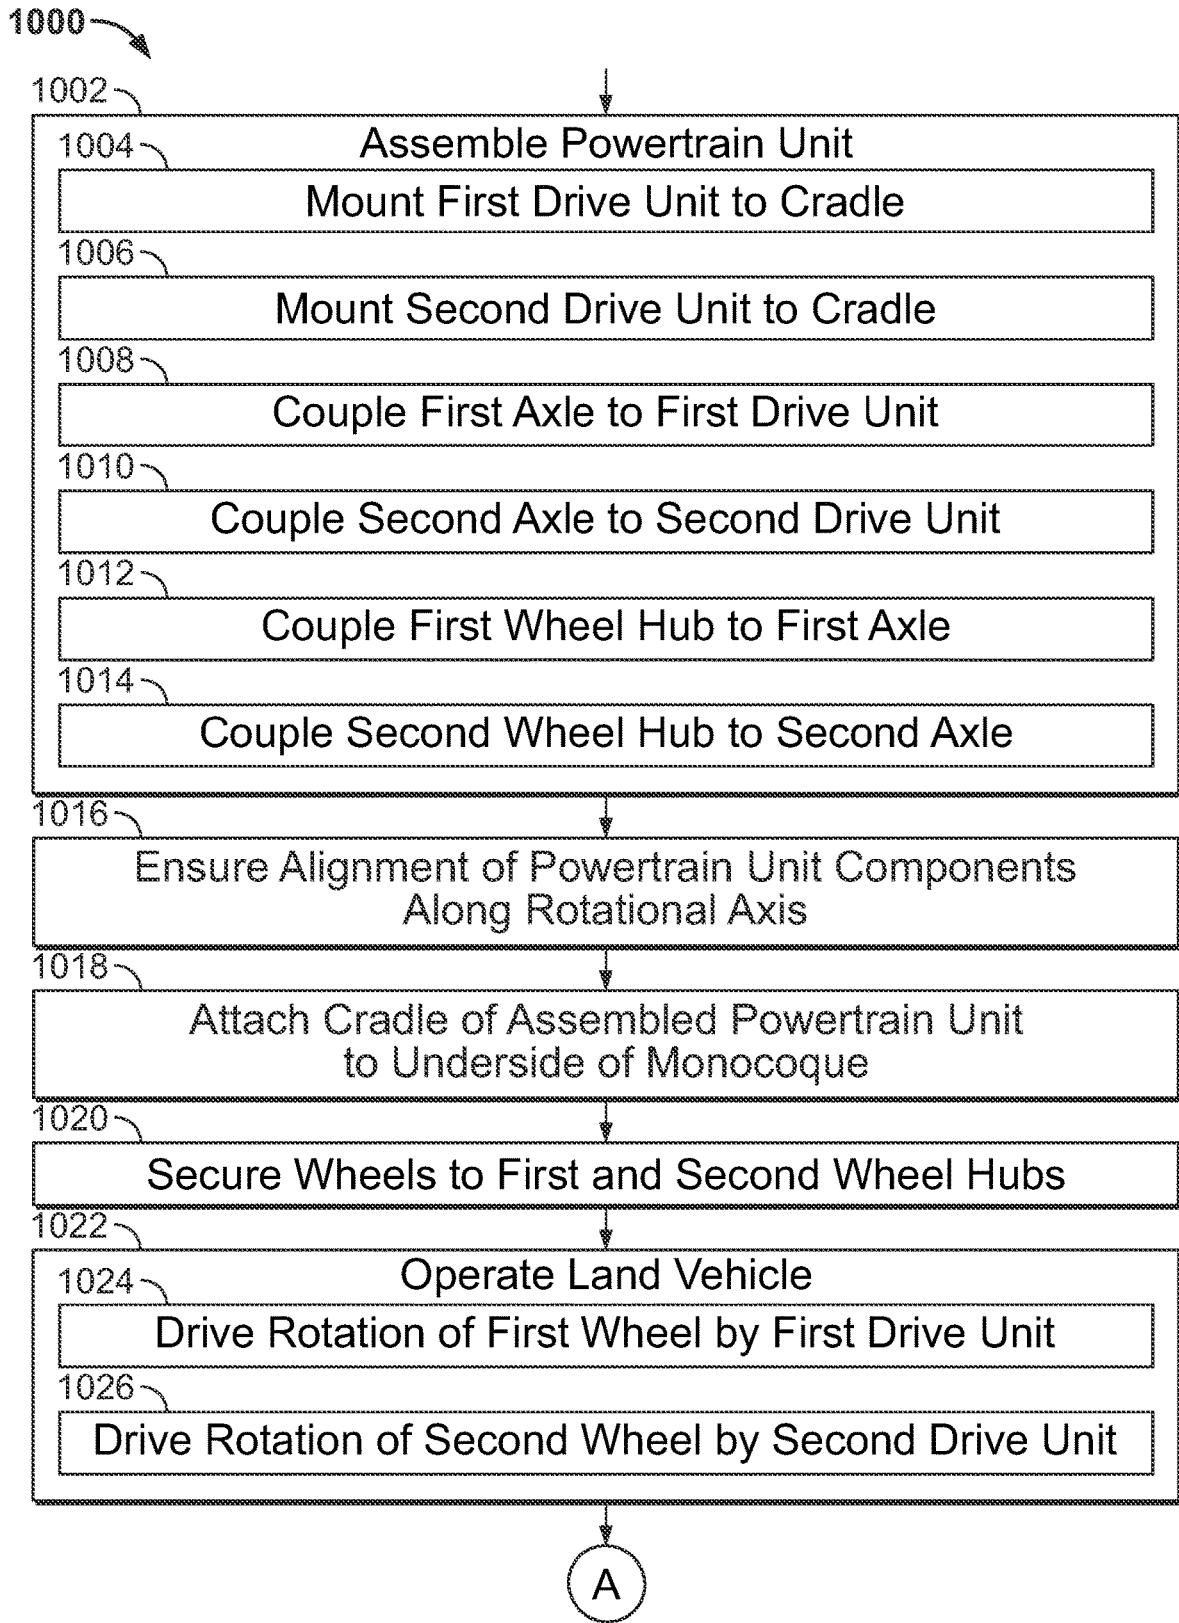 1000
1002
Assemble Powertrain Unit
1004
Mount First Drive Unit to Cradle
1006
Mount Second Drive Unit to Cradle
1008
Couple First Axle to First Drive Unit
1010
Couple Second Axle to Second Drive Unit
1012
Couple First Wheel Hub to First Axle
1014
Couple Second Wheel Hub to Second Axle
1016
Ensure Alignment of Powertrain Unit Components
Along Rotational Axis
1018
Attach Cradle of Assembled Powertrain Unit
to Underside of Monocoque
1020
Secure Wheels to First and Second Wheel Hubs
1022
Operate Land Vehicle
1024
Drive Rotation of First Wheel by First Drive Unit
1026
Drive Rotation of Second Wheel by Second Drive Unit
A